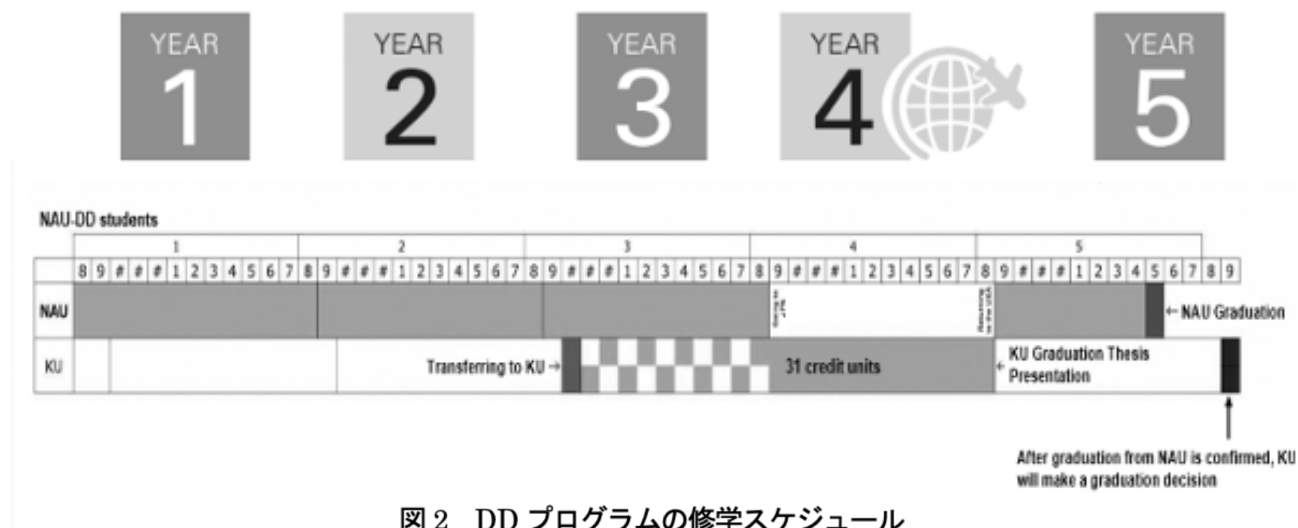 YEAR
1
YEAR
2
YEAR
3
YEAR
4
YEAR
5
NAU-DD students
1 2 3 4 5
8 9 # # # 1 2 3 4 5 6 7 8 9 # # # 1 2 3 4 5 6 7 8 9 # # # 1 2 3 4 5 6 7 8 9 # # # 1 2 3 4 5 6 7 8 9 # # # 1 2 3 4 5 6 7 8 9
NAU
Returning
to the USA
← NAU Graduation
KU
Transferring to KU →
31 credit units
← KU Graduation Thesis
Presentation
After graduation from NAU is confirmed, KU
will make a graduation decision
図 2 DD プログラムの修学スケジュール